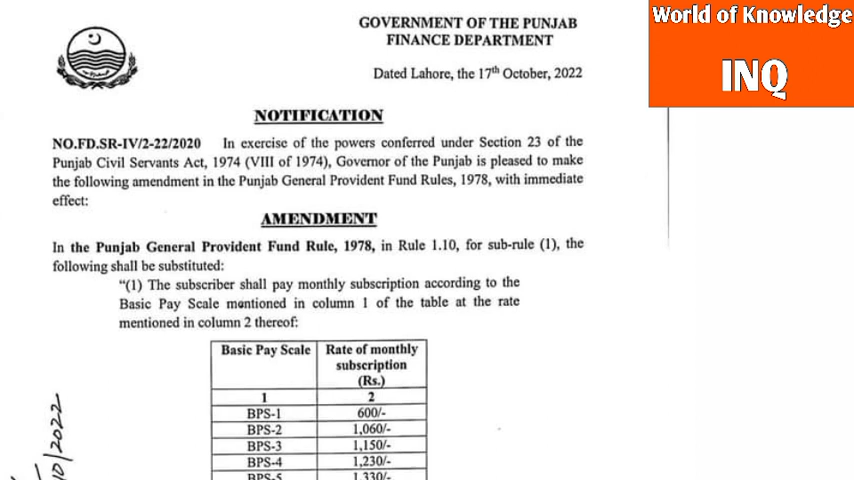 GOVERNMENT OF THE PUNJAB
FINANCE DEPARTMENT
Dated Lahore, the 17th October, 2022
World of Knowledge
INQ
NOTIFICATION
NO.FD.SR-IV/2-22/2020 In exercise of the powers conferred under Section 23 of the
Punjab Civil Servants Act, 1974 (VIII of 1974), Governor of the Punjab is pleased to make
the following amendment in the Punjab General Provident Fund Rules, 1978, with immediate
effect:
AMENDMENT
In the Punjab General Provident Fund Rule, 1978, in Rule 1.10, for sub-rule (1), the
following shall be substituted:
“(1) The subscriber shall pay monthly subscription according to the
Basic Pay Scale mentioned in column 1 of the table at the rate
mentioned in column 2 thereof:
Basic Pay Scale Rate of monthly
subscription
(Rs.)
1 2
BPS-1 600/-
BPS-2 1,060/-
BPS-3 1,150/-
BPS-4 1,230/-
BPS-5 1,330/-
10/2022